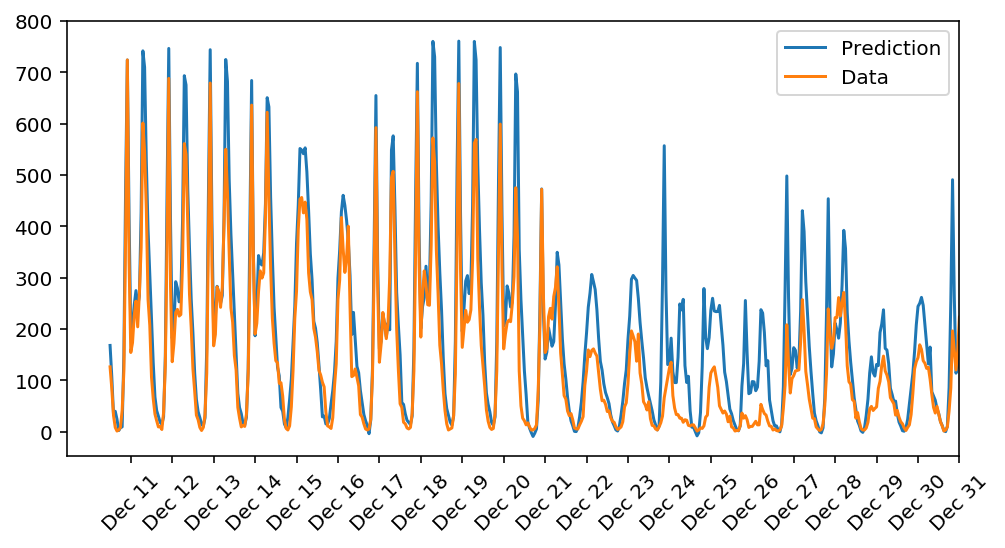 800
700
600
500
400
300
200
100
0
Prediction
Data
Dec 11
Dec 12
Dec 13
Dec 14
Dec 15
Dec 16
Dec 17
Dec 18
Dec 19
Dec 20
Dec 21
Dec 22
Dec 23
Dec 24
Dec 25
Dec 26
Dec 27
Dec 28
Dec 29
Dec 30
Dec 31